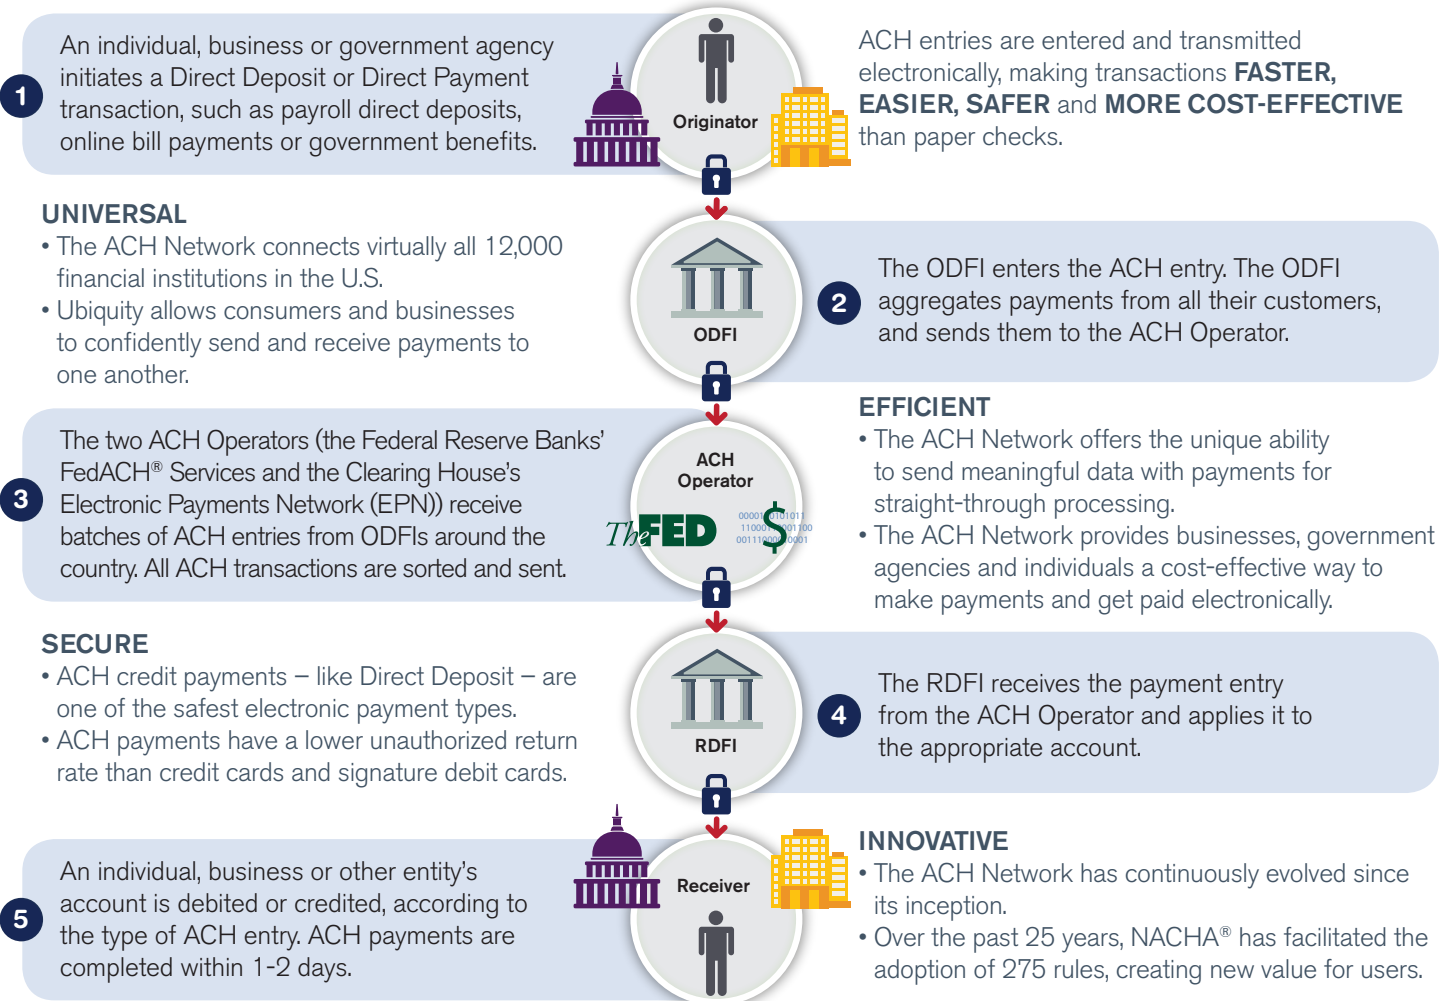 1
An individual, business or government agency
initiates a Direct Deposit or Direct Payment
transaction, such as payroll direct deposits,
online bill payments or government benefits.
Originator
ACH entries are entered and transmitted
electronically, making transactions FASTER,
EASIER, SAFER and MORE COST-EFFECTIVE
than paper checks.
UNIVERSAL
• The ACH Network connects virtually all 12,000
financial institutions in the U.S.
• Ubiquity allows consumers and businesses
to confidently send and receive payments to
one another.
ODFI
2
The ODFI enters the ACH entry. The ODFI
aggregates payments from all their customers,
and sends them to the ACH Operator.
3
The two ACH Operators (the Federal Reserve Banks’
FedACH® Services and the Clearing House’s
Electronic Payments Network (EPN)) receive
batches of ACH entries from ODFIs around the
country. All ACH transactions are sorted and sent.
ACH
Operator
The FED
$
EFFICIENT
• The ACH Network offers the unique ability
to send meaningful data with payments for
straight-through processing.
• The ACH Network provides businesses, government
agencies and individuals a cost-effective way to
make payments and get paid electronically.
SECURE
• ACH credit payments – like Direct Deposit – are
one of the safest electronic payment types.
• ACH payments have a lower unauthorized return
rate than credit cards and signature debit cards.
RDFI
4
The RDFI receives the payment entry
from the ACH Operator and applies it to
the appropriate account.
5
An individual, business or other entity’s
account is debited or credited, according to
the type of ACH entry. ACH payments are
completed within 1-2 days.
Receiver
INNOVATIVE
• The ACH Network has continuously evolved since
its inception.
• Over the past 25 years, NACHA® has facilitated the
adoption of 275 rules, creating new value for users.